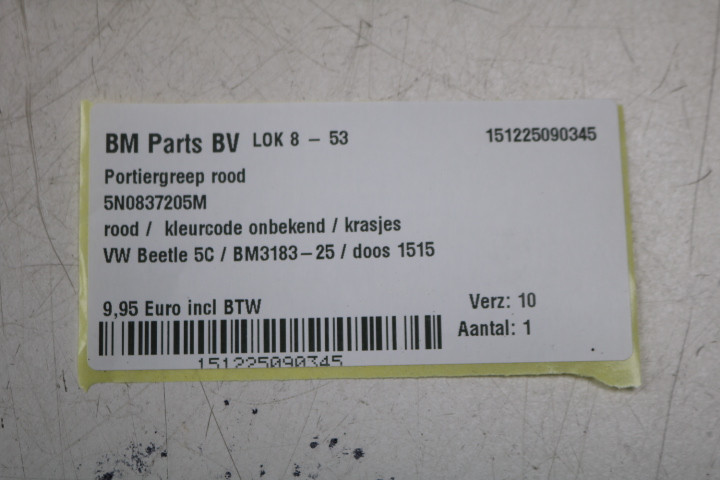 BM Parts BV LOK 8 - 53 151225090345
Portiergreep rood
5N0837205M
rood / kleurcode onbekend / krasjes
VW Beetle 5C / BM3183-25 / doos 1515
9,95 Euro incl BTW Verz: 10
Aantal: 1
151225090345